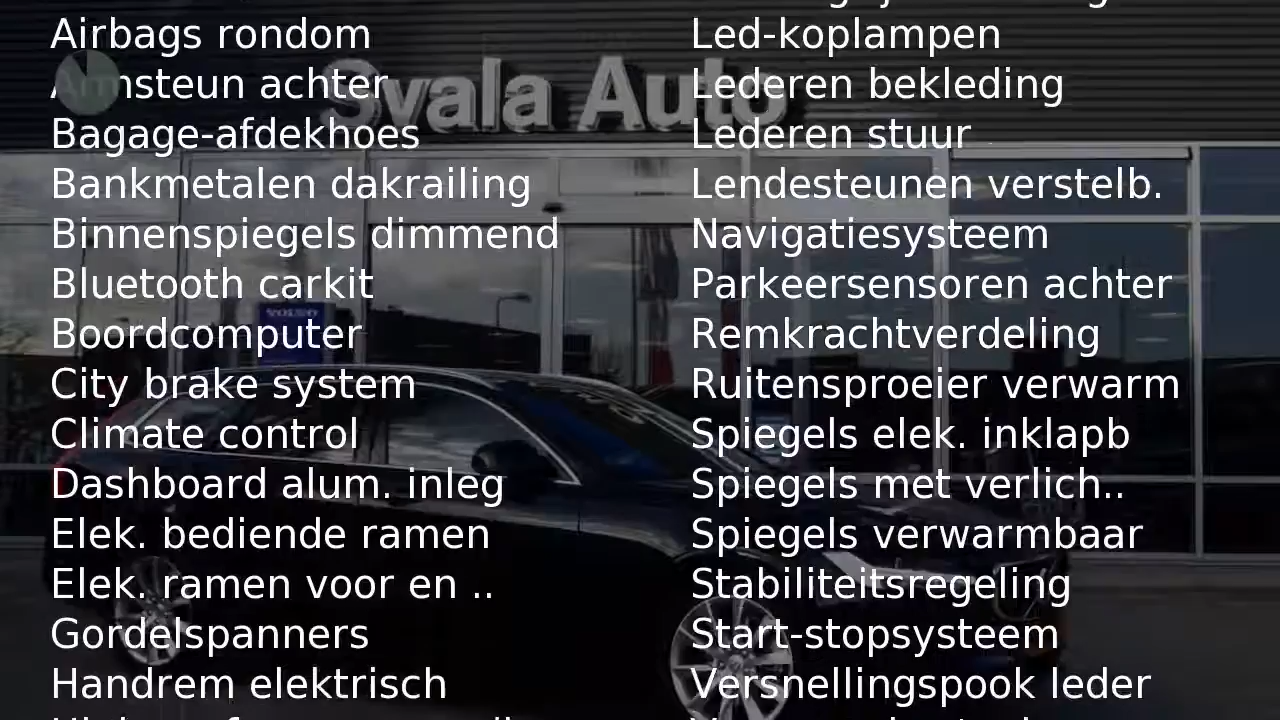 Airbags rondom
Armsteun achter
Bagage-afdekhoes
Bankmetalen dakrailing
Binnenspiegels dimmend
Bluetooth carkit
Boordcomputer
City brake system
Climate control
Dashboard alum. inleg
Elek. bediende ramen
Elek. ramen voor en ..
Gordelspanners
Handrem elektrisch
Led-koplampen
Lederen bekleding
Lederen stuur
Lendesteunen verstelb.
Navigatiesysteem
Parkeersensoren achter
Remkrachtverdeling
Ruitensproeier verwarm
Spiegels elek. inklapb
Spiegels met verlich..
Spiegels verwarmbaar
Stabiliteitsregeling
Start-stopsysteem
Versnellingspook leder
Svala Auto
VOLVO